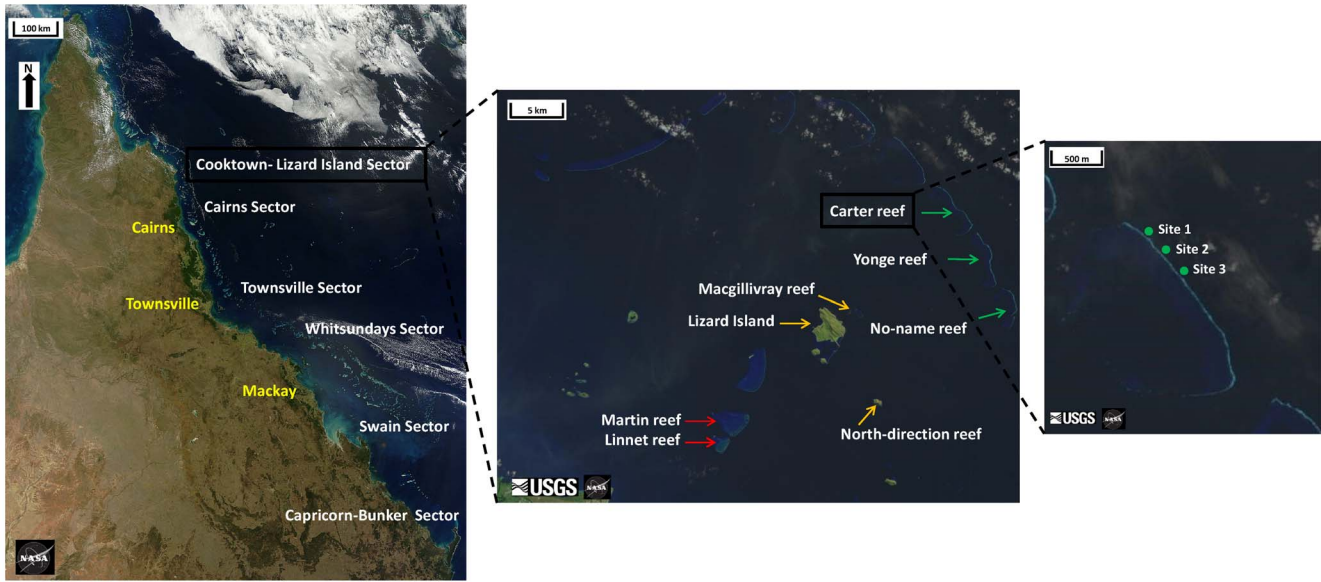 100 km
N
Cooktown- Lizard Island Sector
Cairns Sector
Cairns
Townsville Sector
Townsville
Whitsundays Sector
Mackay
Swain Sector
Capricorn-Bunker Sector
NASA
5 km
Carter reef
Yonge reef
Macgillivray reef
Lizard Island
No-name reef
Martin reef
Linnet reef
North-direction reef
USGS
NASA
500 m
Site 1
Site 2
Site 3
USGS
NASA